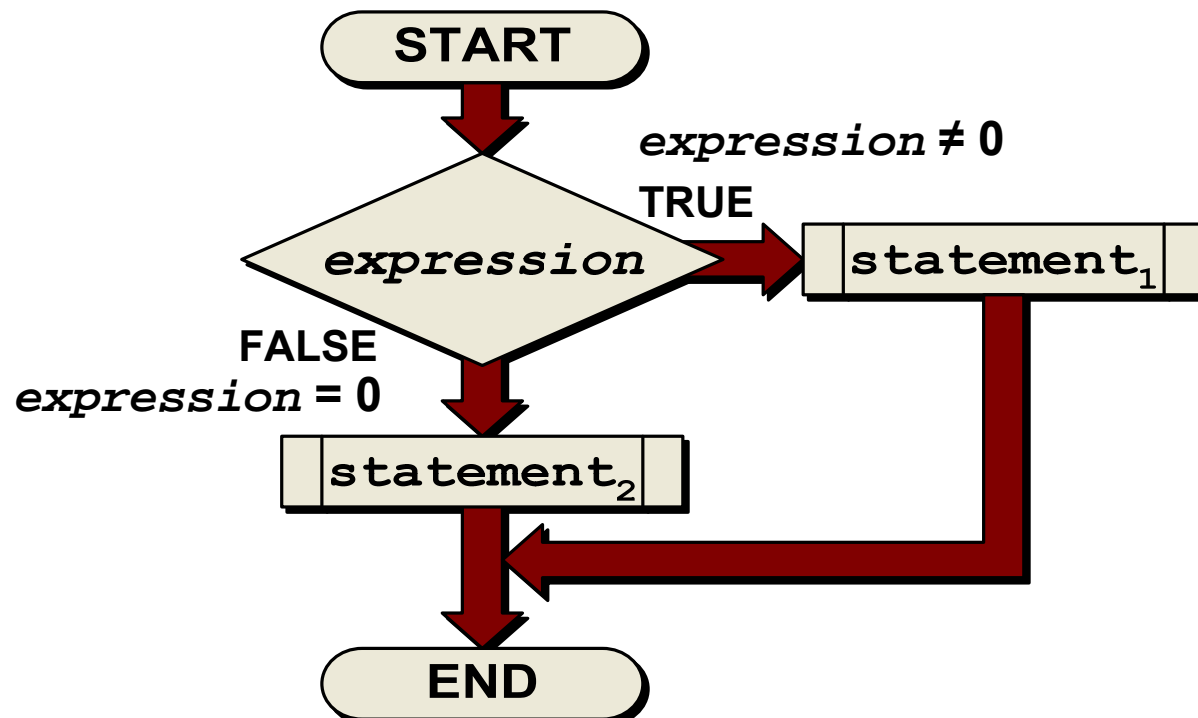 START
expression ≠ 0
TRUE
expression
statement₁
FALSE
expression = 0
statement₂
END